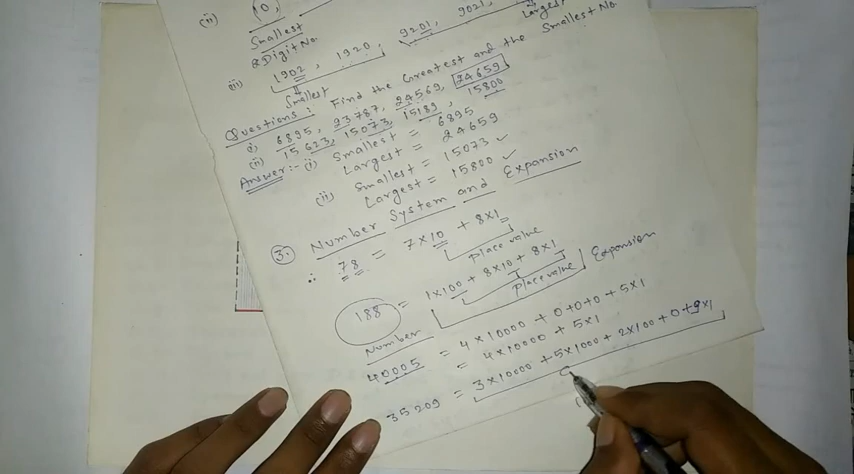 (ii) (0,
Smallest Largest
2 Digit No.
iii) 1902, 1920, 9201, 9021,
Smallest
Questions: Find the Greatest and the Smallest No.
i) 6895, 23787, 24569, 24659
(ii) 15623, 15073, 15189, 15800
Answer:- (i) Smallest = 6895
Largest = 24659
(ii) Smallest = 15073 ✓
Largest = 15800 ✓
3. Number System and Expansion
∴ 78 = 7×10 + 8×1
place value
188 = 1×100 + 8×10 + 8×1
place value Expansion
Number
40005 = 4×10000 + 0+0+0 + 5×1
= 4×10000 + 5×1
35209 = 3×10000 + 5×1000 + 2×100 + 0 + 9×1